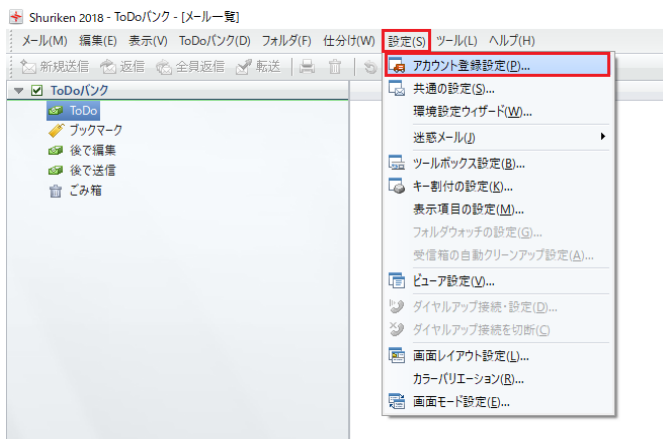 Shuriken 2018 - ToDoバンク - [メール一覧]
メール(M) 編集(E) 表示(V) ToDoバンク(D) フォルダ(F) 仕分け(W) 設定(S) ツール(L) ヘルプ(H)
新規送信 返信 全員返信 転送
ToDoバンク
ToDo
ブックマーク
後で編集
後で送信
ごみ箱
アカウント登録設定(P)...
共通の設定(S)...
環境設定ウィザード(W)...
迷惑メール(J)
ツールボックス設定(B)...
キー割付の設定(K)...
表示項目の設定(M)...
フォルダウォッチの設定(G)...
受信箱の自動クリーンアップ設定(A)...
ビューア設定(V)...
ダイヤルアップ接続・設定(D)...
ダイヤルアップ接続を切断(C)
画面レイアウト設定(L)...
カラーバリエーション(R)...
画面モード設定(E)...